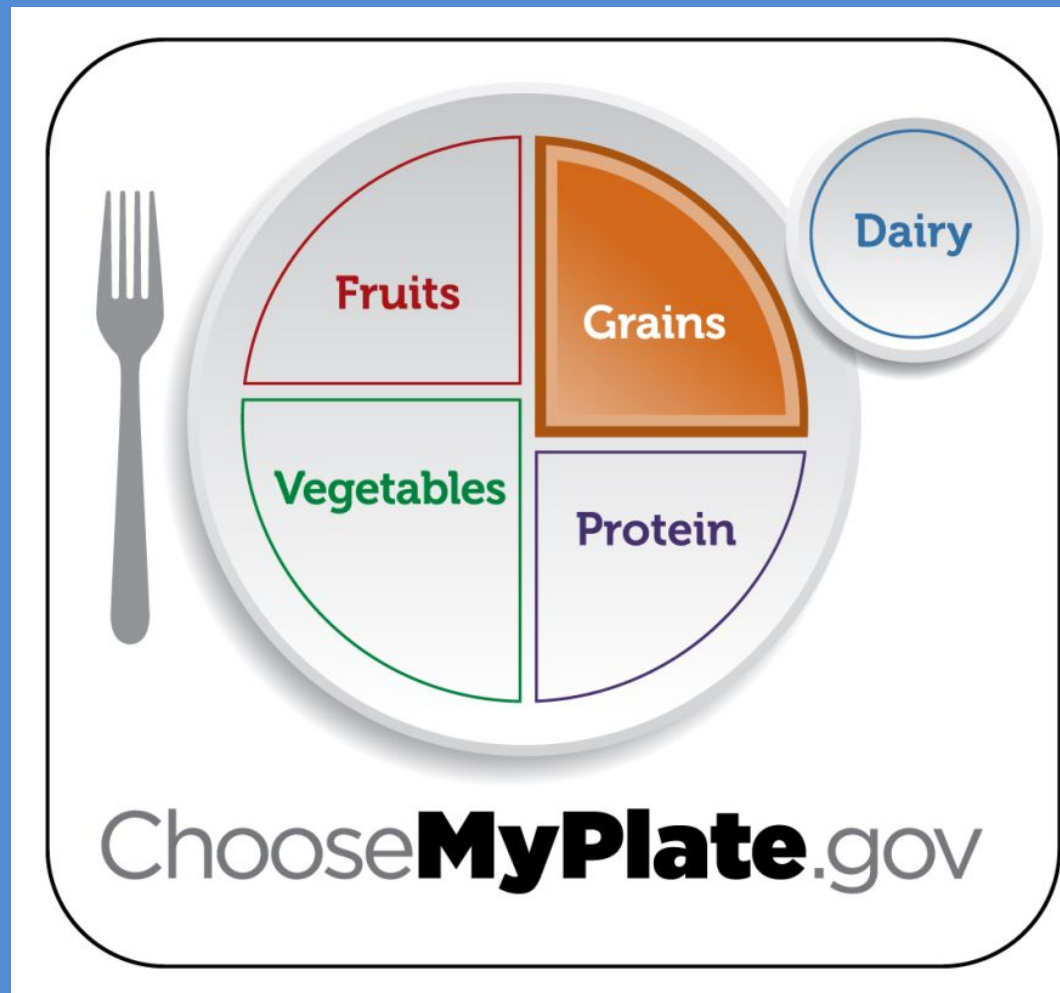 Dairy
Fruits
Grains
Vegetables
Protein
ChooseMyPlate.gov